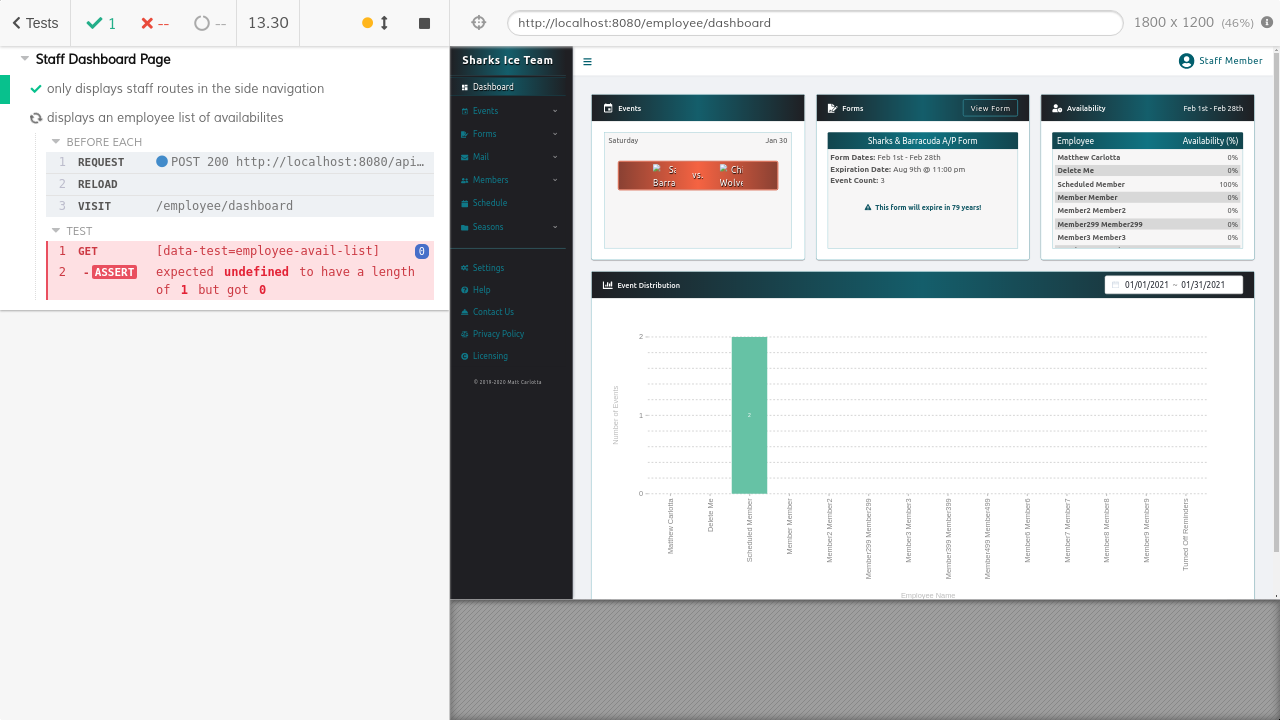 Tests
1
--
--
13.30
http://localhost:8080/employee/dashboard
1800 x 1200 (46%)
Staff Dashboard Page
only displays staff routes in the side navigation
displays an employee list of availabilites
BEFORE EACH
1 REQUEST POST 200 http://localhost:8080/api…
2 RELOAD
3 VISIT /employee/dashboard
TEST
1 GET [data-test=employee-avail-list] 0
2 -ASSERT expected undefined to have a length
of 1 but got 0
Sharks Ice Team
Dashboard
Events
Forms
Mail
Members
Schedule
Seasons
Settings
Help
Contact Us
Privacy Policy
Licensing
© 2019-2020 Matt Carlotta
Staff Member
Events
Saturday Jan 30
Barra
vs.
Wolve
Forms View Form
Sharks & Barracuda A/P Form
Form Dates: Feb 1st - Feb 28th
Expiration Date: Aug 9th @ 11:00 pm
Event Count: 3
This form will expire in 79 years!
Availability Feb 1st - Feb 28th
Employee Availability (%)
Matthew Carlotta 0%
Delete Me 0%
Scheduled Member 100%
Member Member 0%
Member2 Member2 0%
Member299 Member299 0%
Member3 Member3 0%
Event Distribution 01/01/2021 ~ 01/31/2021
2
1
0
Number of Events
2
Matthew Carlotta
Delete Me
Scheduled Member
Member Member
Member2 Member2
Member299 Member299
Member3 Member3
Member399 Member399
Member499 Member499
Member6 Member6
Member7 Member7
Member8 Member8
Member9 Member9
Turned Off Reminders
Employee Name